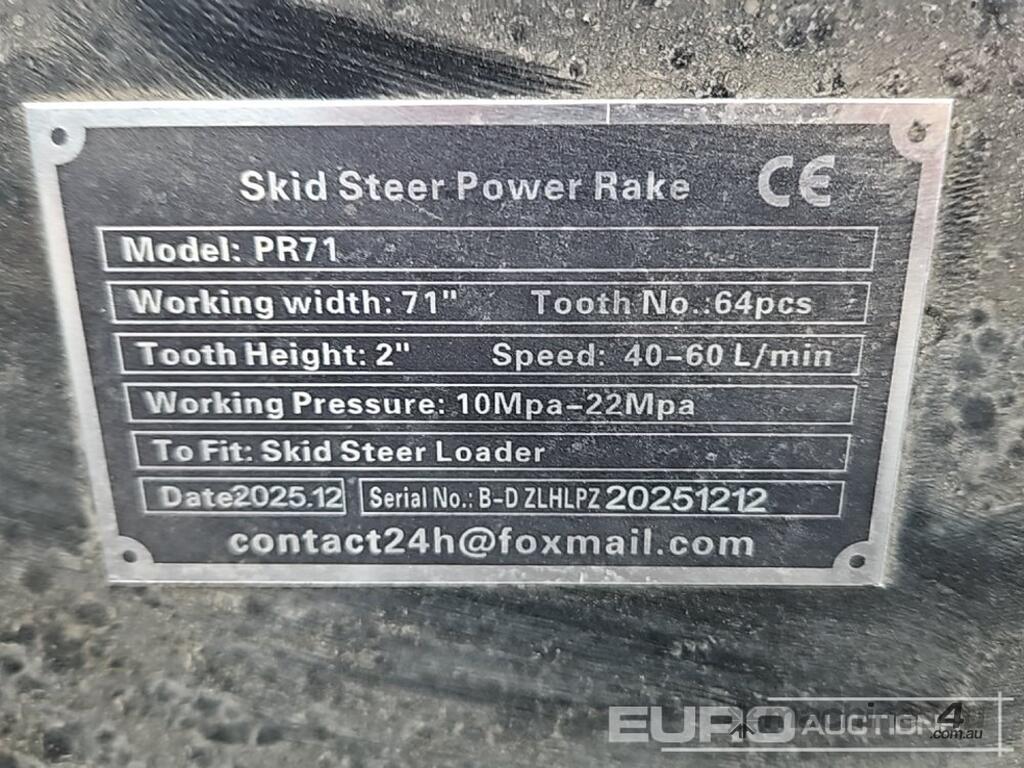 Skid Steer Power Rake CE
Model: PR71
Working width: 71" Tooth No.:64pcs
Tooth Height: 2" Speed: 40-60 L/min
Working Pressure: 10Mpa-22Mpa
To Fit: Skid Steer Loader
Date2025.12 Serial No.: B-D ZLHLPZ 20251212
contact24h@foxmail.com
EURO AUCTIONS
4
.com.au